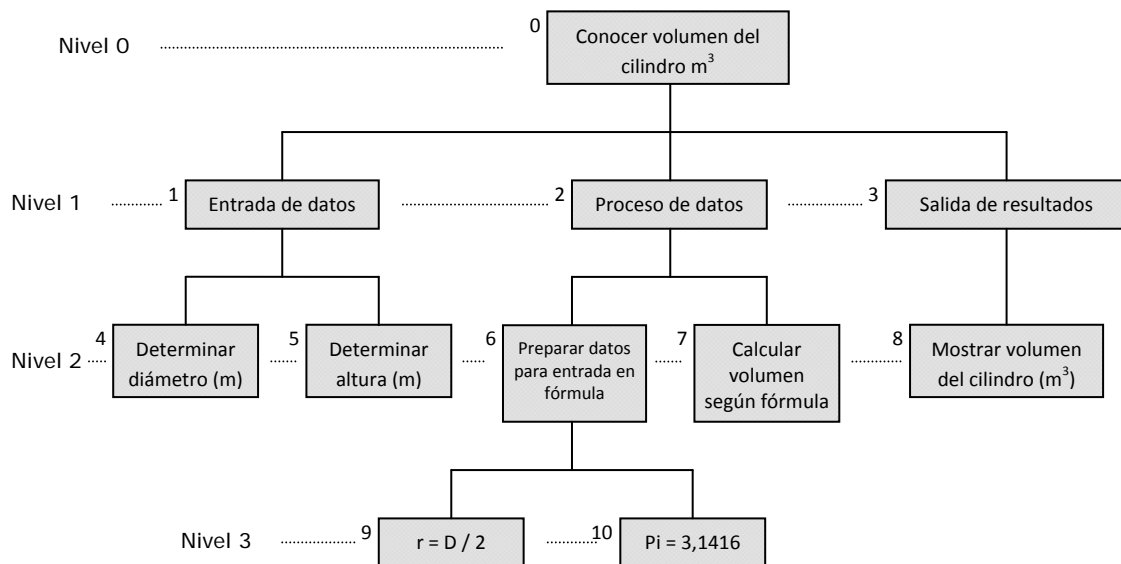 Nivel 0
0
Conocer volumen del
cilindro m³
Nivel 1
1
Entrada de datos
2
Proceso de datos
3
Salida de resultados
Nivel 2
4
Determinar
diámetro (m)
5
Determinar
altura (m)
6
Preparar datos
para entrada en
fórmula
7
Calcular
volumen
según fórmula
8
Mostrar volumen
del cilindro (m³)
Nivel 3
9
r = D / 2
10
Pi = 3,1416